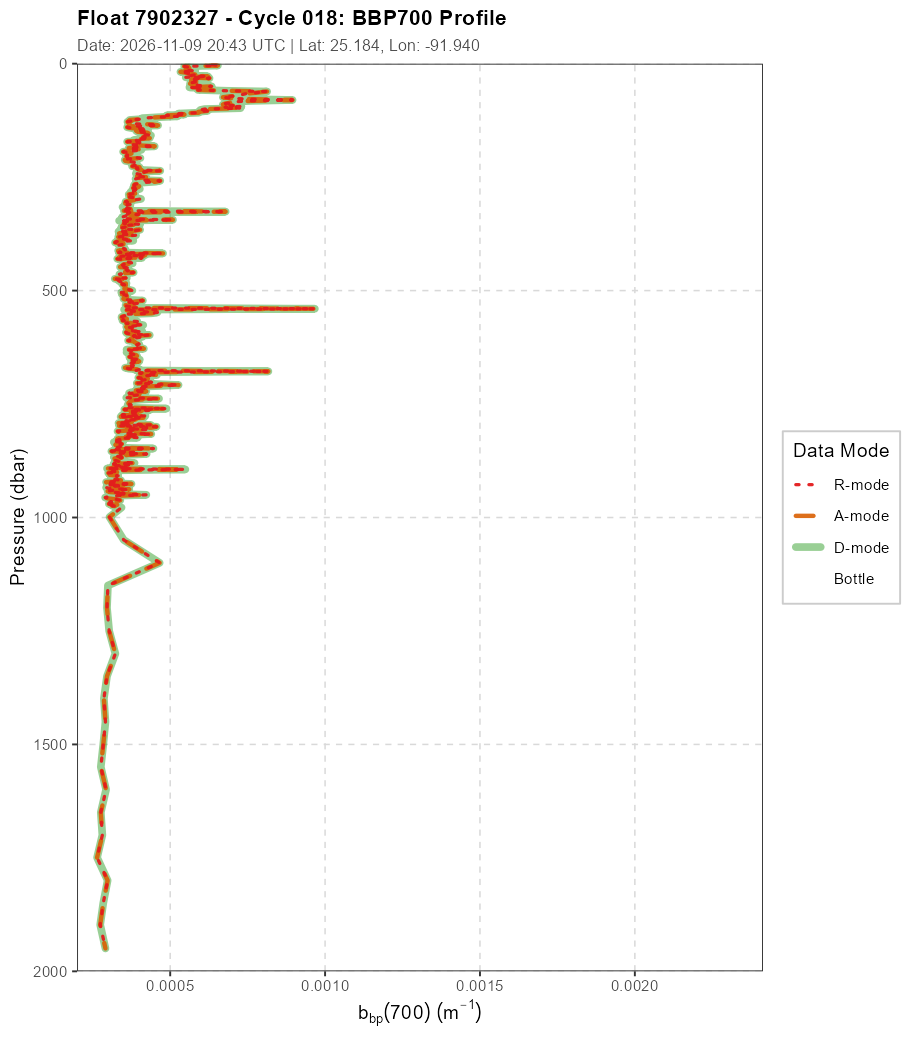 Float 7902327 - Cycle 018: BBP700 Profile
Date: 2026-11-09 20:43 UTC | Lat: 25.184, Lon: -91.940
0
500
1000
1500
2000
Pressure (dbar)
0.0005
0.0010
0.0015
0.0020
b_bp(700) (m⁻¹)
Data Mode
R-mode
A-mode
D-mode
Bottle